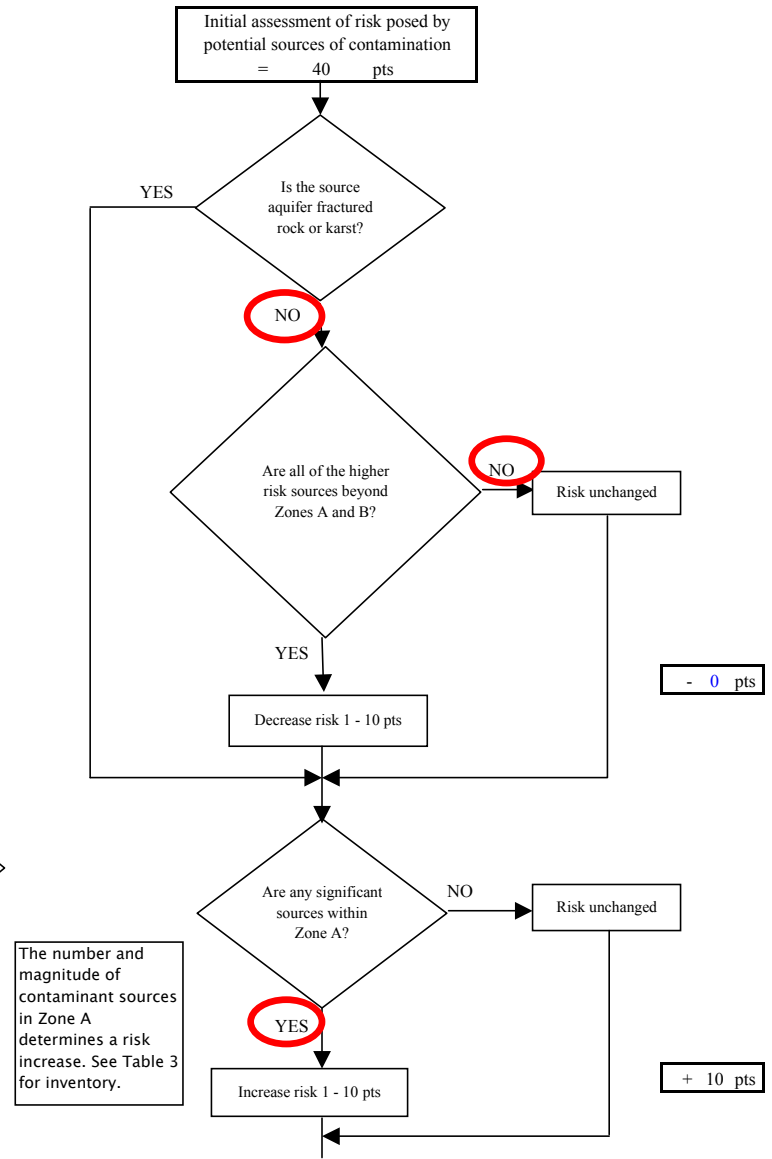 Initial assessment of risk posed by
potential sources of contamination
= 40 pts
YES
Is the source
aquifer fractured
rock or karst?
NO
Are all of the higher
risk sources beyond
Zones A and B?
NO
Risk unchanged
YES
- 0 pts
Decrease risk 1 - 10 pts
Are any significant
sources within
Zone A?
NO
Risk unchanged
The number and
magnitude of
contaminant sources
in Zone A
determines a risk
increase. See Table 3
for inventory.
YES
Increase risk 1 - 10 pts
+ 10 pts